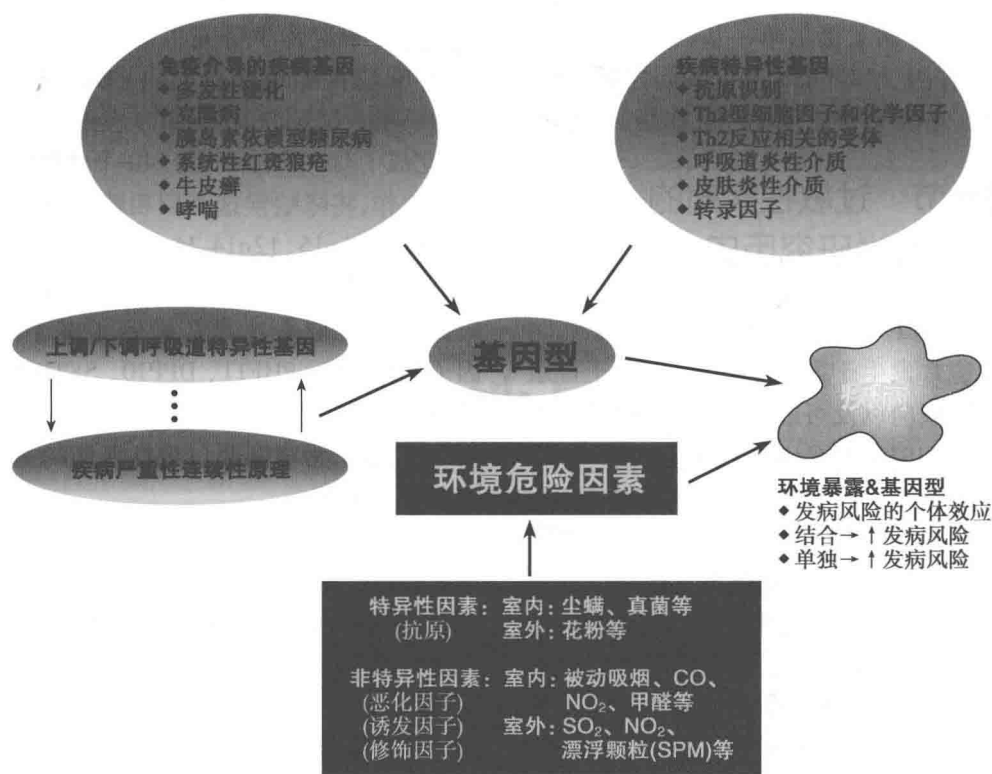 免疫介导的疾病基因
◆ 多发性硬化
◆ 克隆病
◆ 胰岛素依赖型糖尿病
◆ 系统性红斑狼疮
◆ 牛皮癣
◆ 哮喘
疾病特异性基因
◆ 抗原识别
◆ Th2型细胞因子和化学因子
◆ Th2反应相关的受体
◆ 呼吸道炎性介质
◆ 皮肤炎性介质
◆ 转录因子
上调/下调呼吸道特异性基因
疾病严重性连续性原理
基因型
疾病
环境危险因素
环境暴露&基因型
◆ 发病风险的个体效应
◆ 结合→ ↑ 发病风险
◆ 单独→ ↑ 发病风险
特异性因素： 室内：尘螨、真菌等
(抗原) 室外：花粉等
非特异性因素：室内：被动吸烟、CO、
(恶化因子) NO₂、甲醛等
(诱发因子) 室外：SO₂、NO₂、
(修饰因子) 漂浮颗粒(SPM)等